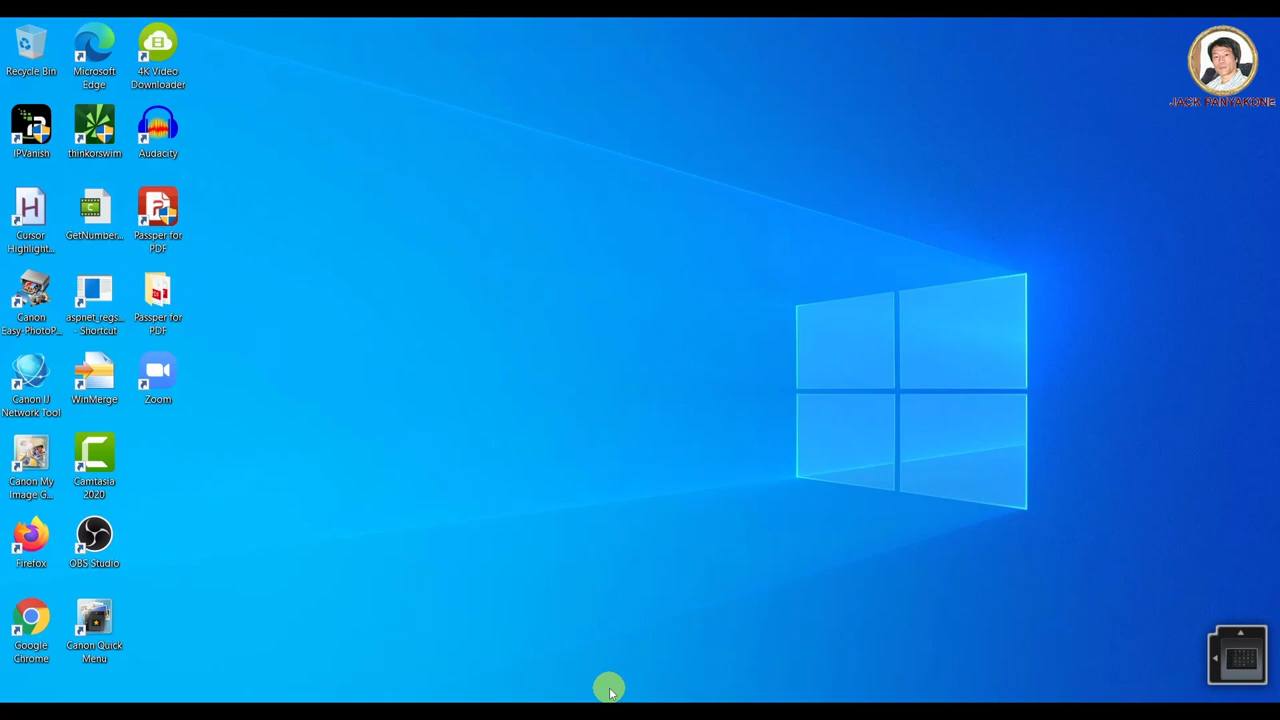 Recycle Bin
Microsoft
Edge
4K Video
Downloader
IPVanish
thinkorswim
Audacity
Cursor
Highlight...
GetNumber...
Passper for
PDF
Canon
Easy-PhotoP...
aspnet_regs...
- Shortcut
Passper for
PDF
Canon IJ
Network Tool
WinMerge
Zoom
Canon My
Image G...
Camtasia
2020
Firefox
OBS Studio
Google
Chrome
Canon Quick
Menu
JACK PANYAKONE